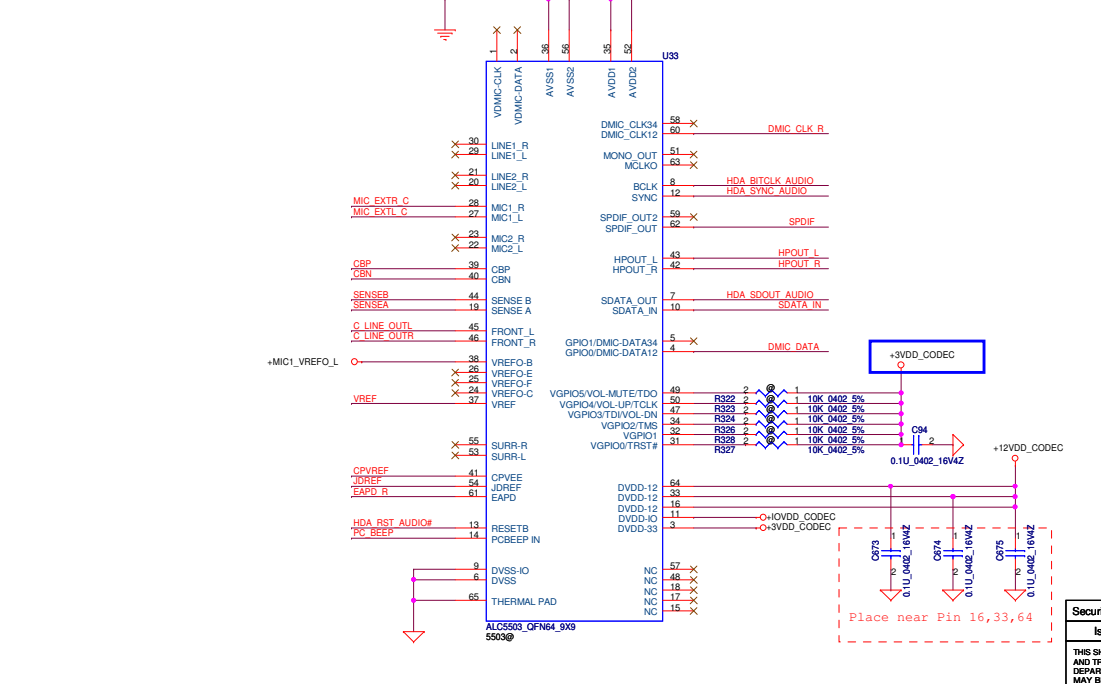 U33
1 2 36 56 35 52
VDMIC-CLK VDMIC-DATA AVSS1 AVSS2 AVDD1 AVDD2
DMIC_CLK34 58
DMIC_CLK12 60 DMIC_CLK_R
30 LINE1_R
29 LINE1_L
MONO_OUT 51
MCLKO 63
21 LINE2_R
20 LINE2_L
BCLK 8 HDA_BITCLK_AUDIO
SYNC 12 HDA_SYNC_AUDIO
MIC_EXTR_C 28 MIC1_R
MIC_EXTL_C 27 MIC1_L
SPDIF_OUT2 59
SPDIF_OUT 62 SPDIF
23 MIC2_R
22 MIC2_L
HPOUT_L 43 HPOUT_L
HPOUT_R 42 HPOUT_R
CBP 39 CBP
CBN 40 CBN
SENSEB 44 SENSE B
SENSEA 19 SENSE A
SDATA_OUT 7 HDA_SDOUT_AUDIO
SDATA_IN 10 SDATA_IN
C_LINE_OUTL 45 FRONT_L
C_LINE_OUTR 46 FRONT_R
GPIO1/DMIC-DATA34 5
GPIO0/DMIC-DATA12 4 DMIC_DATA
+3VDD_CODEC
+MIC1_VREFO_L 38 VREFO-B
26 VREFO-E
25 VREFO-F
24 VREFO-C
VREF 37 VREF
VGPIO5/VOL-MUTE/TDO 49 2 @ 1
R322 10K_0402_5%
VGPIO4/VOL-UP/TCLK 50 2 @ 1
R323 10K_0402_5%
VGPIO3/TDI/VOL-DN 47 2 @ 1
R324 10K_0402_5%
VGPIO2/TMS 34 2 @ 1
R326 10K_0402_5%
VGPIO1 32 2 @ 1
R328 10K_0402_5%
VGPIO0/TRST# 31 2 @ 1
R327 10K_0402_5%
C94
1 2
0.1U_0402_16V4Z
+12VDD_CODEC
55 SURR-R
53 SURR-L
CPVREF 41 CPVEE
JDREF 54 JDREF
EAPD_R 61 EAPD
DVDD-12 64
DVDD-12 33
DVDD-12 16
DVDD-IO 11 +IOVDD_CODEC
DVDD-33 3 +3VDD_CODEC
HDA_RST_AUDIO# 13 RESETB
PC_BEEP 14 PCBEEP IN
C673 1 2 0.1U_0402_16V4Z
C674 1 2 0.1U_0402_16V4Z
C675 1 2 0.1U_0402_16V4Z
Place near Pin 16,33,64
9 DVSS-IO
6 DVSS
65 THERMAL PAD
NC 57
NC 48
NC 18
NC 17
NC 15
ALC5503_QFN64_9X9
5503@
Securi
Is
THIS SH
AND TR
DEPAR
MAY B